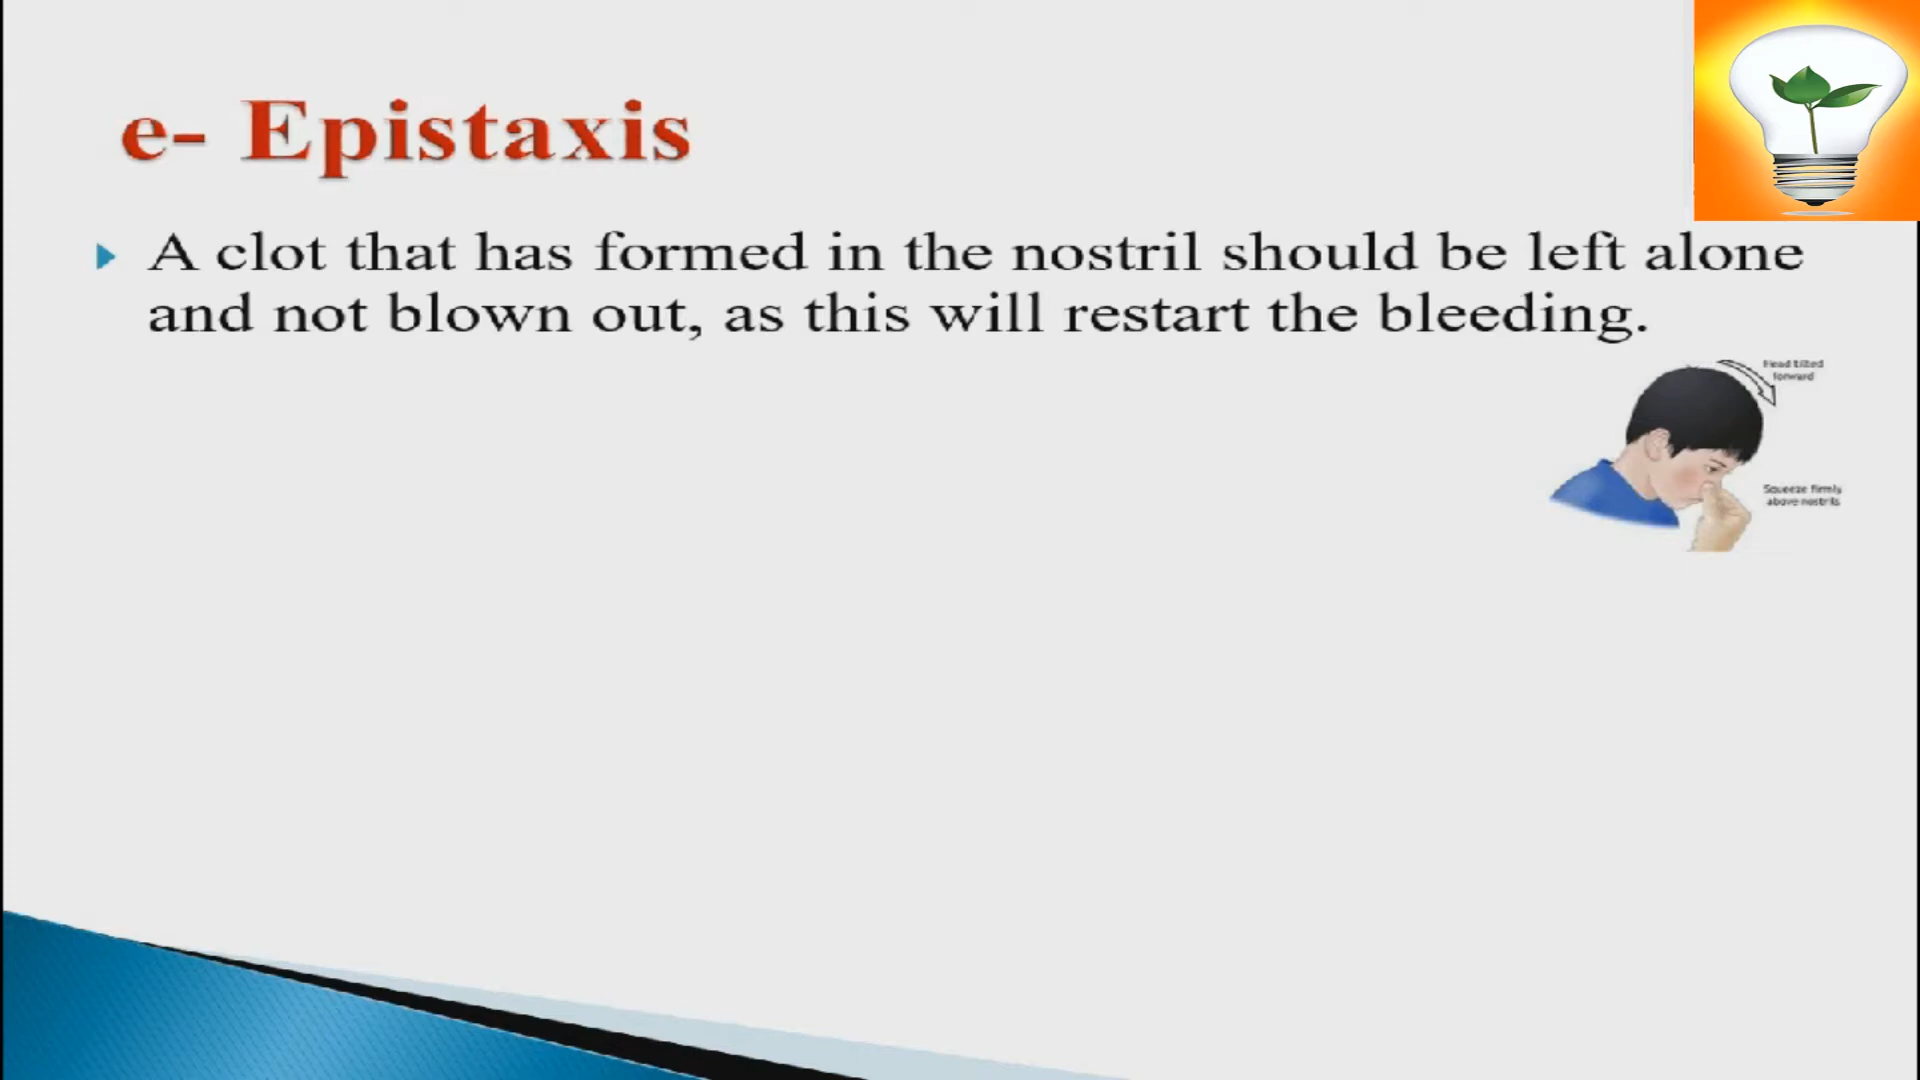 e- Epistaxis
A clot that has formed in the nostril should be left alone
and not blown out, as this will restart the bleeding.
Head tilted
forward
Squeeze firmly
above nostrils